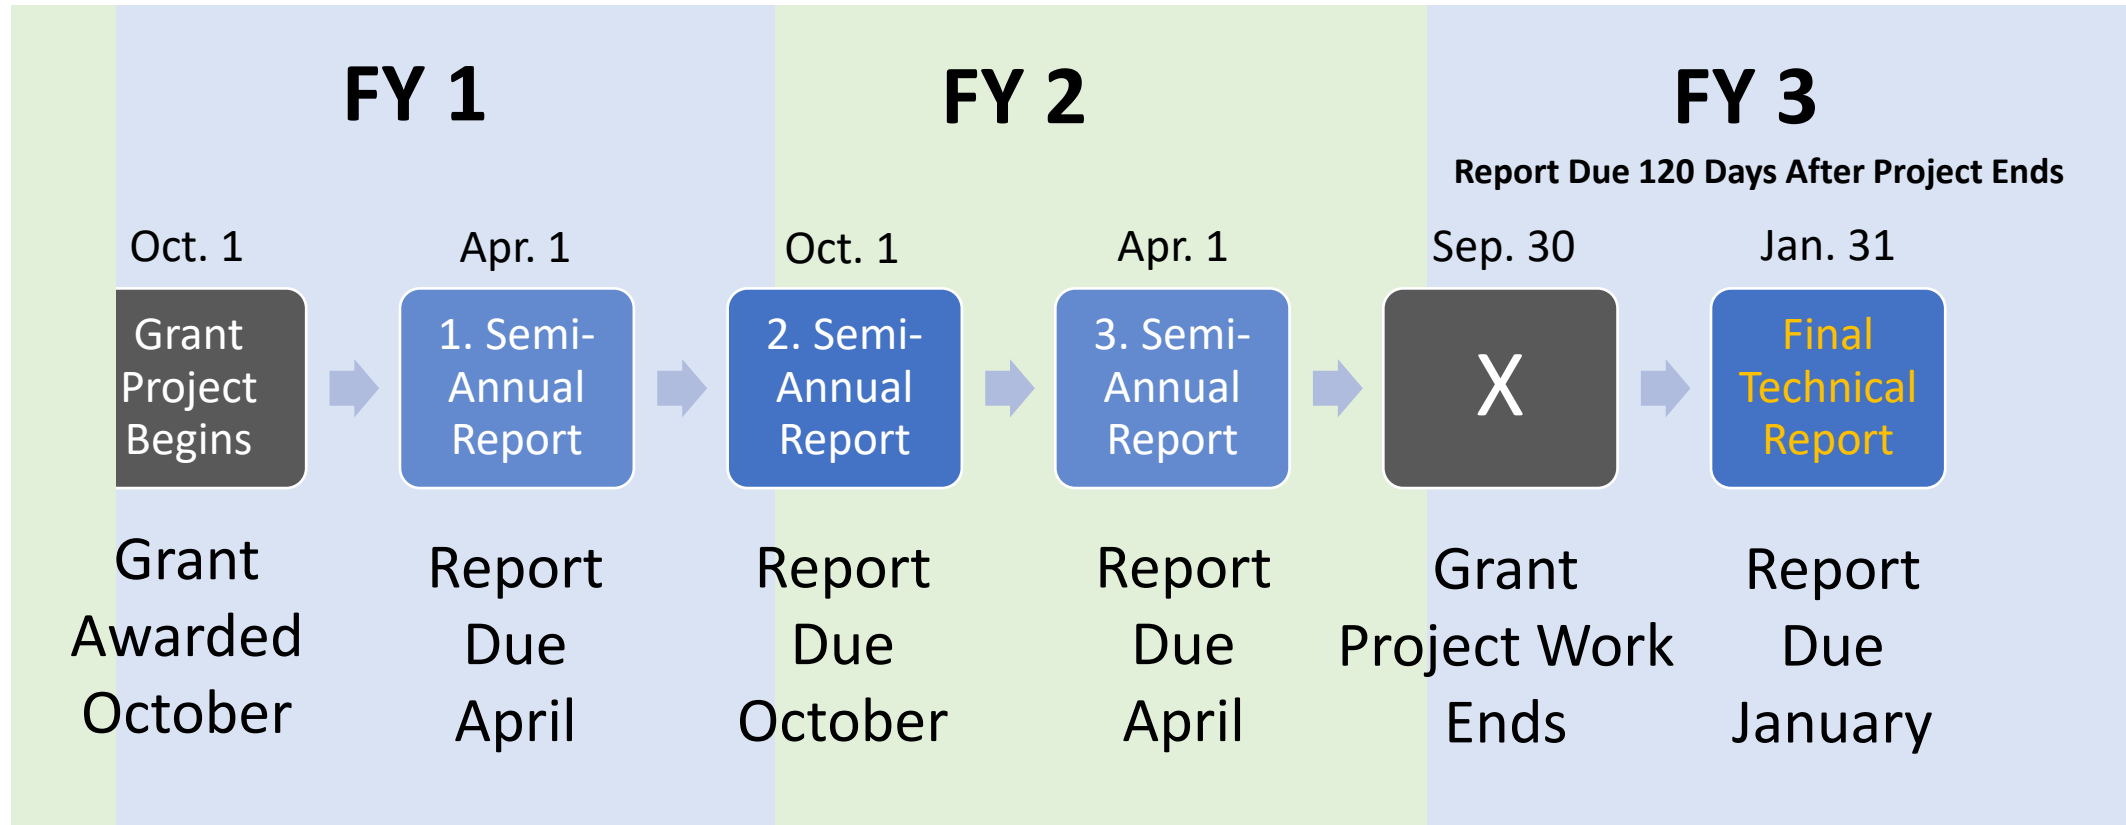 FY 1
FY 2
FY 3
Report Due 120 Days After Project Ends
Oct. 1
Apr. 1
Oct. 1
Apr. 1
Sep. 30
Jan. 31
Grant
Project
Begins
1. Semi-
Annual
Report
2. Semi-
Annual
Report
3. Semi-
Annual
Report
X
Final
Technical
Report
Grant
Awarded
October
Report
Due
April
Report
Due
October
Report
Due
April
Grant
Project Work
Ends
Report
Due
January